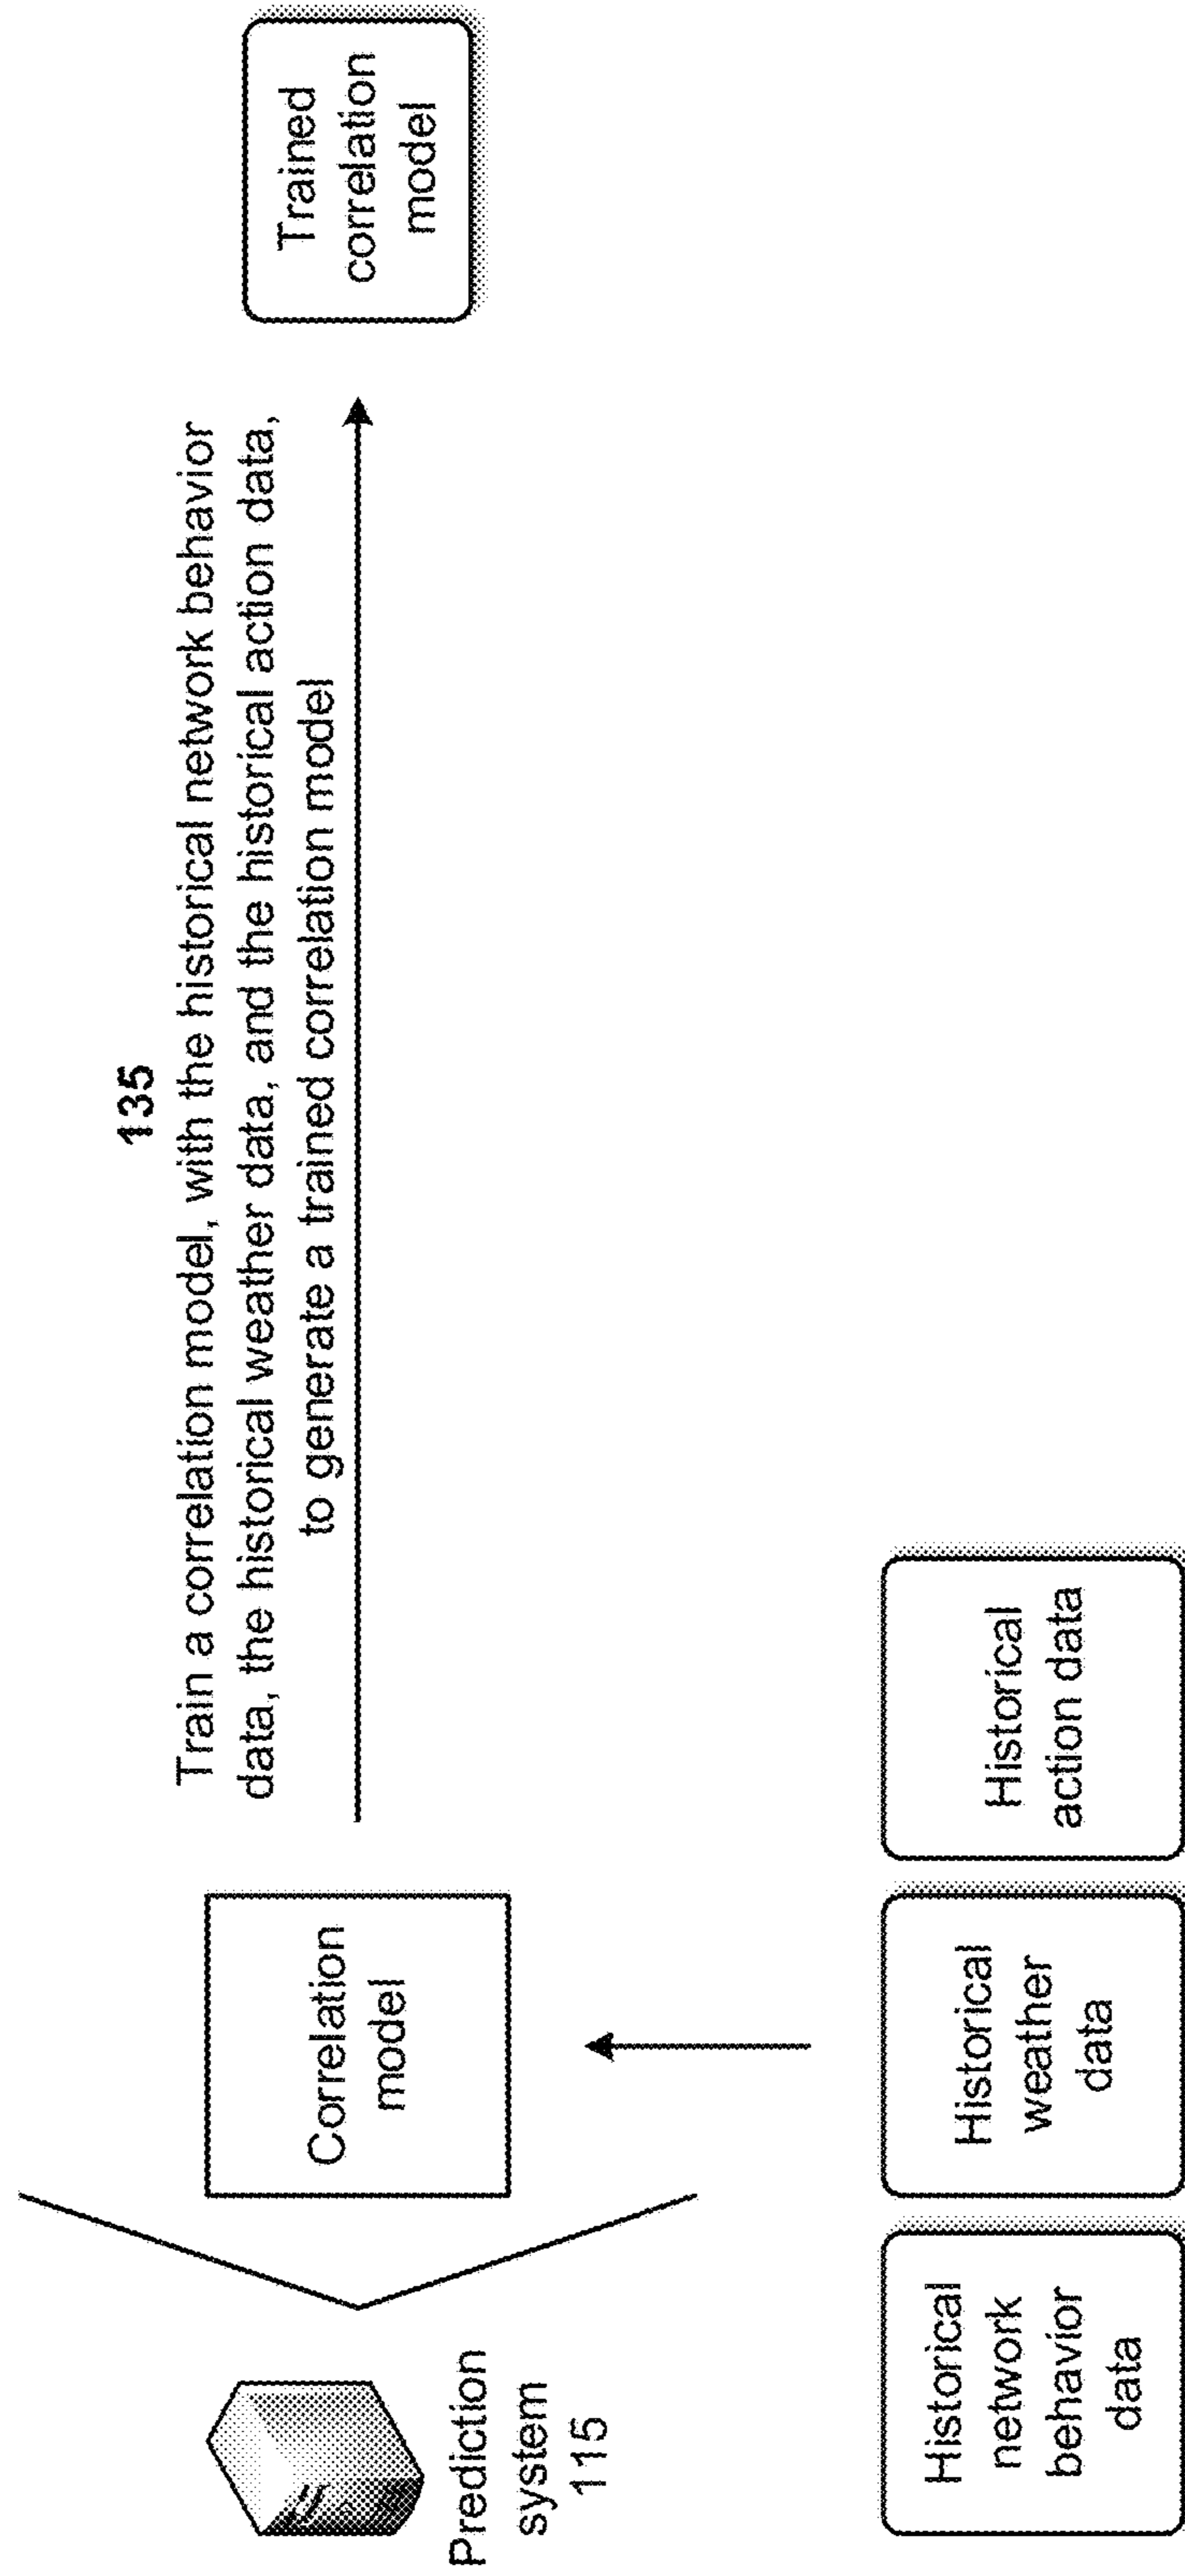 135
Train a correlation model, with the historical network behavior
data, the historical weather data, and the historical action data,
to generate a trained correlation model
Prediction
system
115
Correlation
model
Trained
correlation
model
Historical
network
behavior
data
Historical
weather
data
Historical
action data